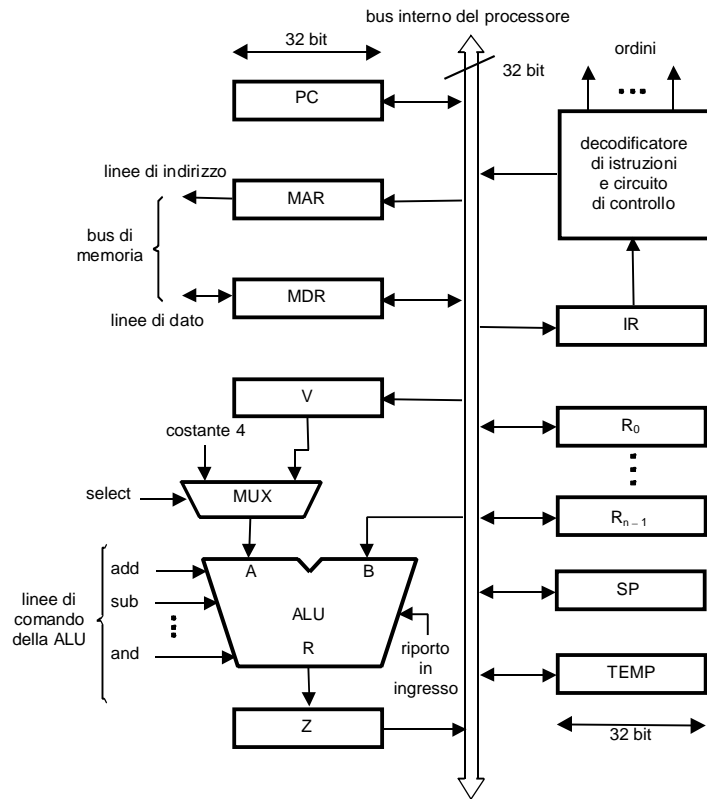 bus interno del processore
32 bit
32 bit
ordini
PC
decodificatore
di istruzioni
e circuito
di controllo
linee di indirizzo
MAR
bus di
memoria
MDR
linee di dato
IR
V
costante 4
R0
select
MUX
Rn – 1
add
A
B
linee di
comando
della ALU
sub
ALU
SP
and
R
riporto
in
ingresso
TEMP
Z
32 bit